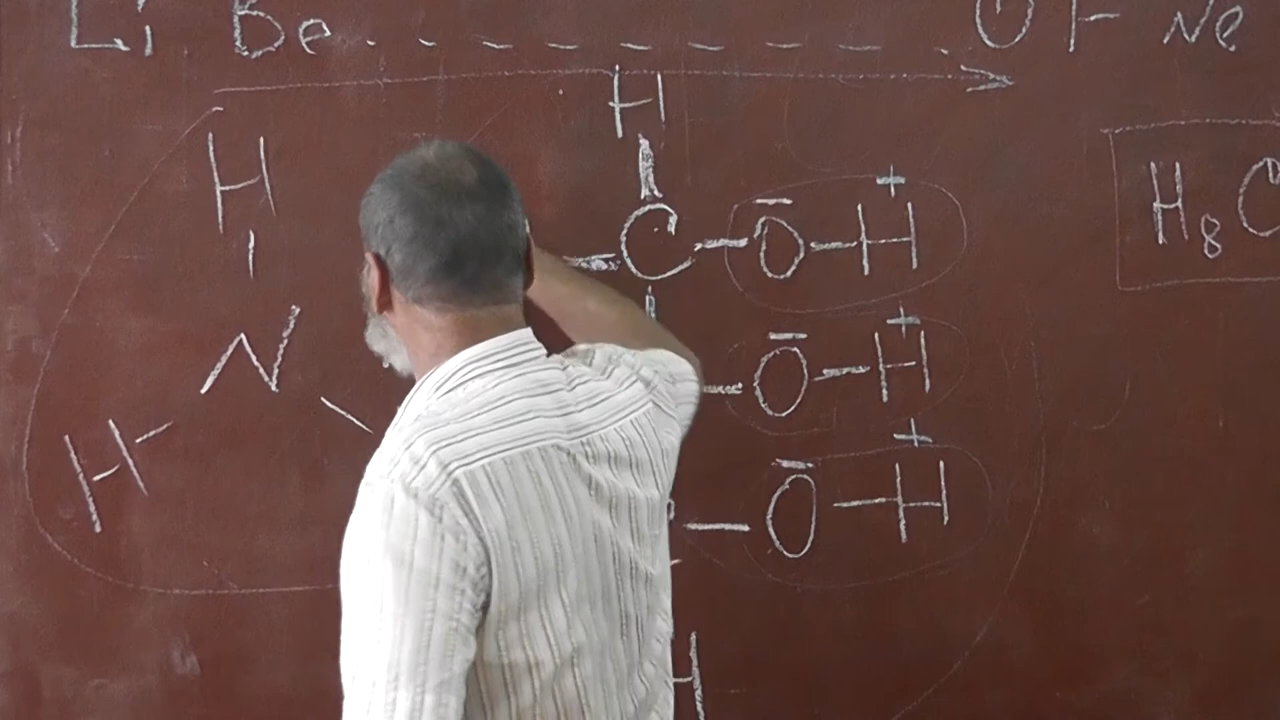 Li Be. - - - - - - - - O F Ne
H
H
C - O⁻ - H⁺
H₈C
N
- O⁻ - H⁺
H
- O⁻ - H⁺
H